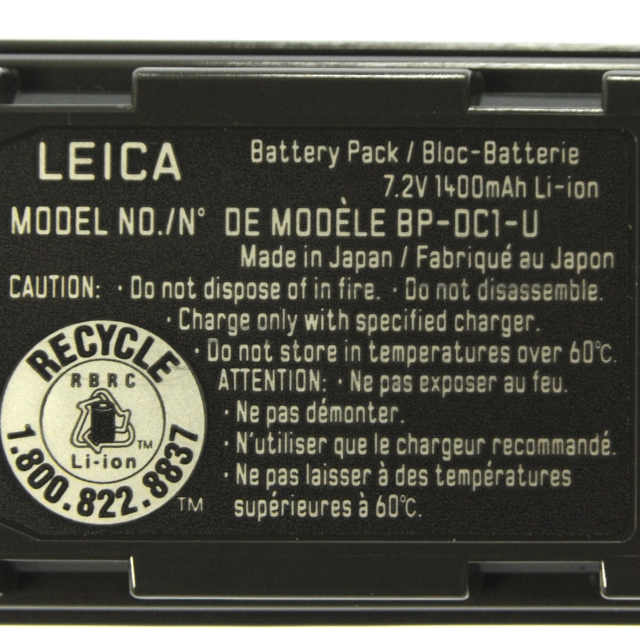 LEICA
Battery Pack / Bloc-Batterie
7.2V 1400mAh Li-ion
MODEL NO./N° DE MODÈLE BP-DC1-U
Made in Japan / Fabriqué au Japon
CAUTION: · Do not dispose of in fire. · Do not disassemble.
· Charge only with specified charger.
· Do not store in temperatures over 60℃.
ATTENTION: · Ne pas exposer au feu.
· Ne pas démonter.
· N'utiliser que le chargeur recommandé.
· Ne pas laisser à des températures
supérieures à 60℃.
RECYCLE
RBRC
TM
Li-ion
1.800.822.8837
TM